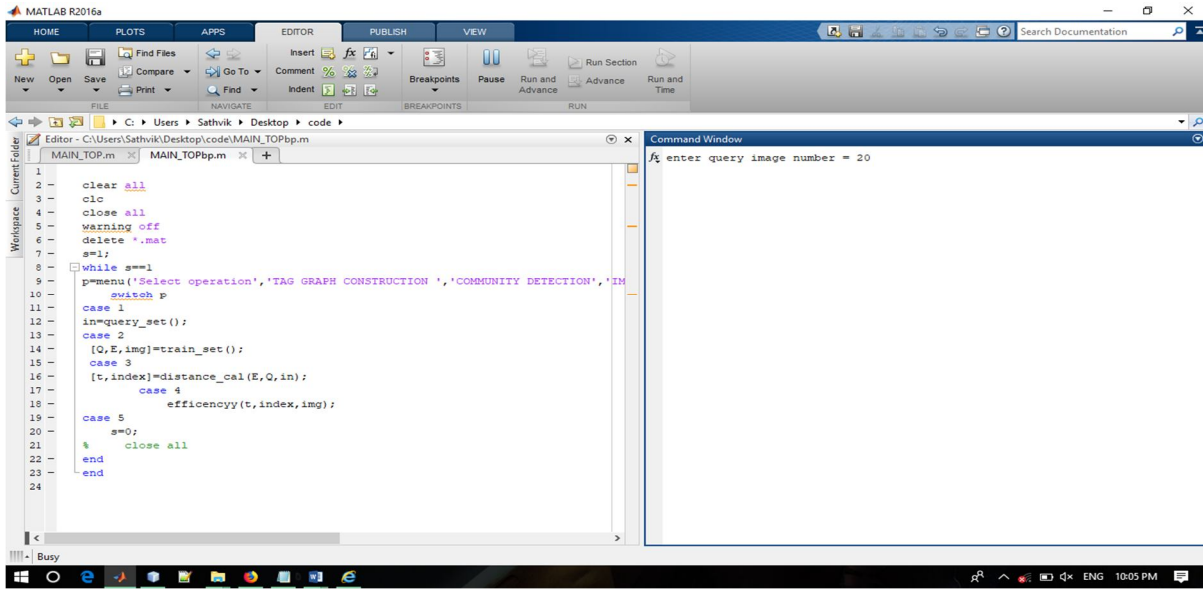 MATLAB R2016a
HOME PLOTS APPS EDITOR PUBLISH VIEW Search Documentation
New Open Save Find Files Compare Print Go To Find Insert Comment Indent Breakpoints Pause Run and Advance Run Section Advance Run and Time
FILE NAVIGATE EDIT BREAKPOINTS RUN
C: Users Sathvik Desktop code
Current Folder
Workspace
Editor - C:\Users\Sathvik\Desktop\code\MAIN_TOPbp.m
MAIN_TOP.m MAIN_TOPbp.m
1
2 clear all
3 clc
4 close all
5 warning off
6 delete *.mat
7 s=1;
8 while s==1
9 p=menu('Select operation','TAG GRAPH CONSTRUCTION ','COMMUNITY DETECTION','IM
10 switch p
11 case 1
12 in=query_set();
13 case 2
14 [Q,E,img]=train_set();
15 case 3
16 [t,index]=distance_cal(E,Q,in);
17 case 4
18 efficencyy(t,index,img);
19 case 5
20 s=0;
21 % close all
22 end
23 end
24
Command Window
fx enter query image number = 20
Busy
ENG 10:05 PM